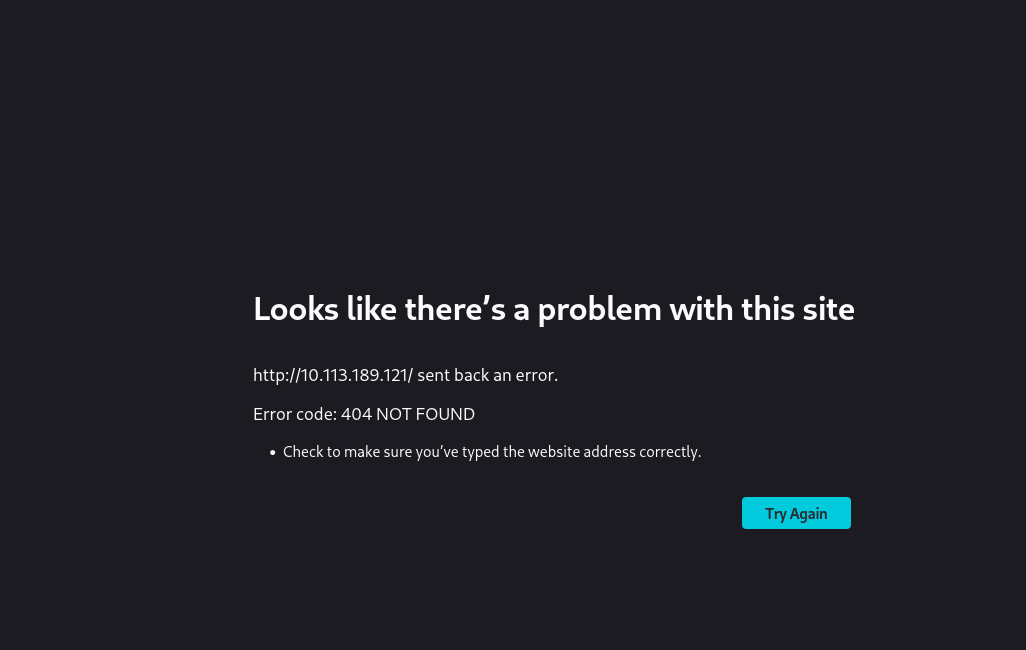 Looks like there’s a problem with this site
http://10.113.189.121/ sent back an error.
Error code: 404 NOT FOUND
• Check to make sure you’ve typed the website address correctly.
Try Again